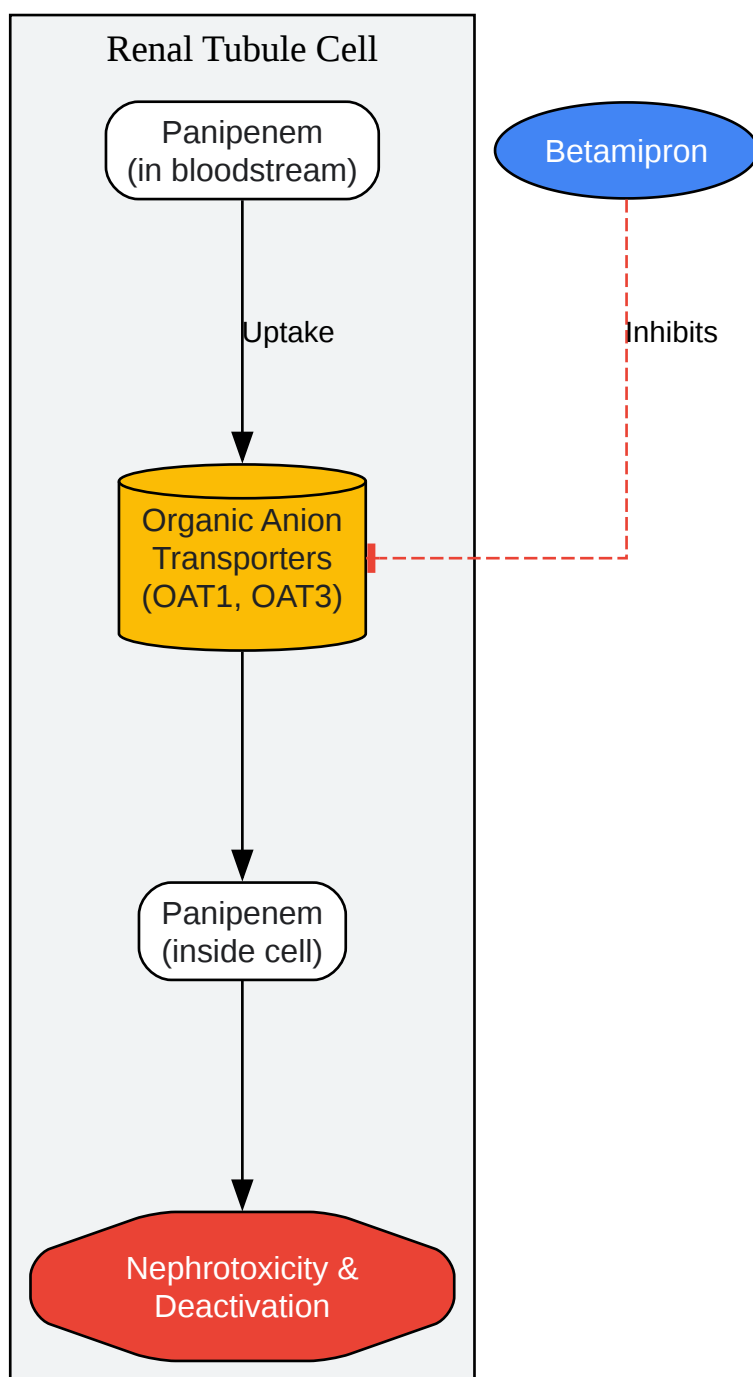 Renal Tubule Cell
Panipenem
(in bloodstream)
Betamipron
Uptake
Inhibits
Organic Anion
Transporters
(OAT1, OAT3)
Panipenem
(inside cell)
Nephrotoxicity &
Deactivation